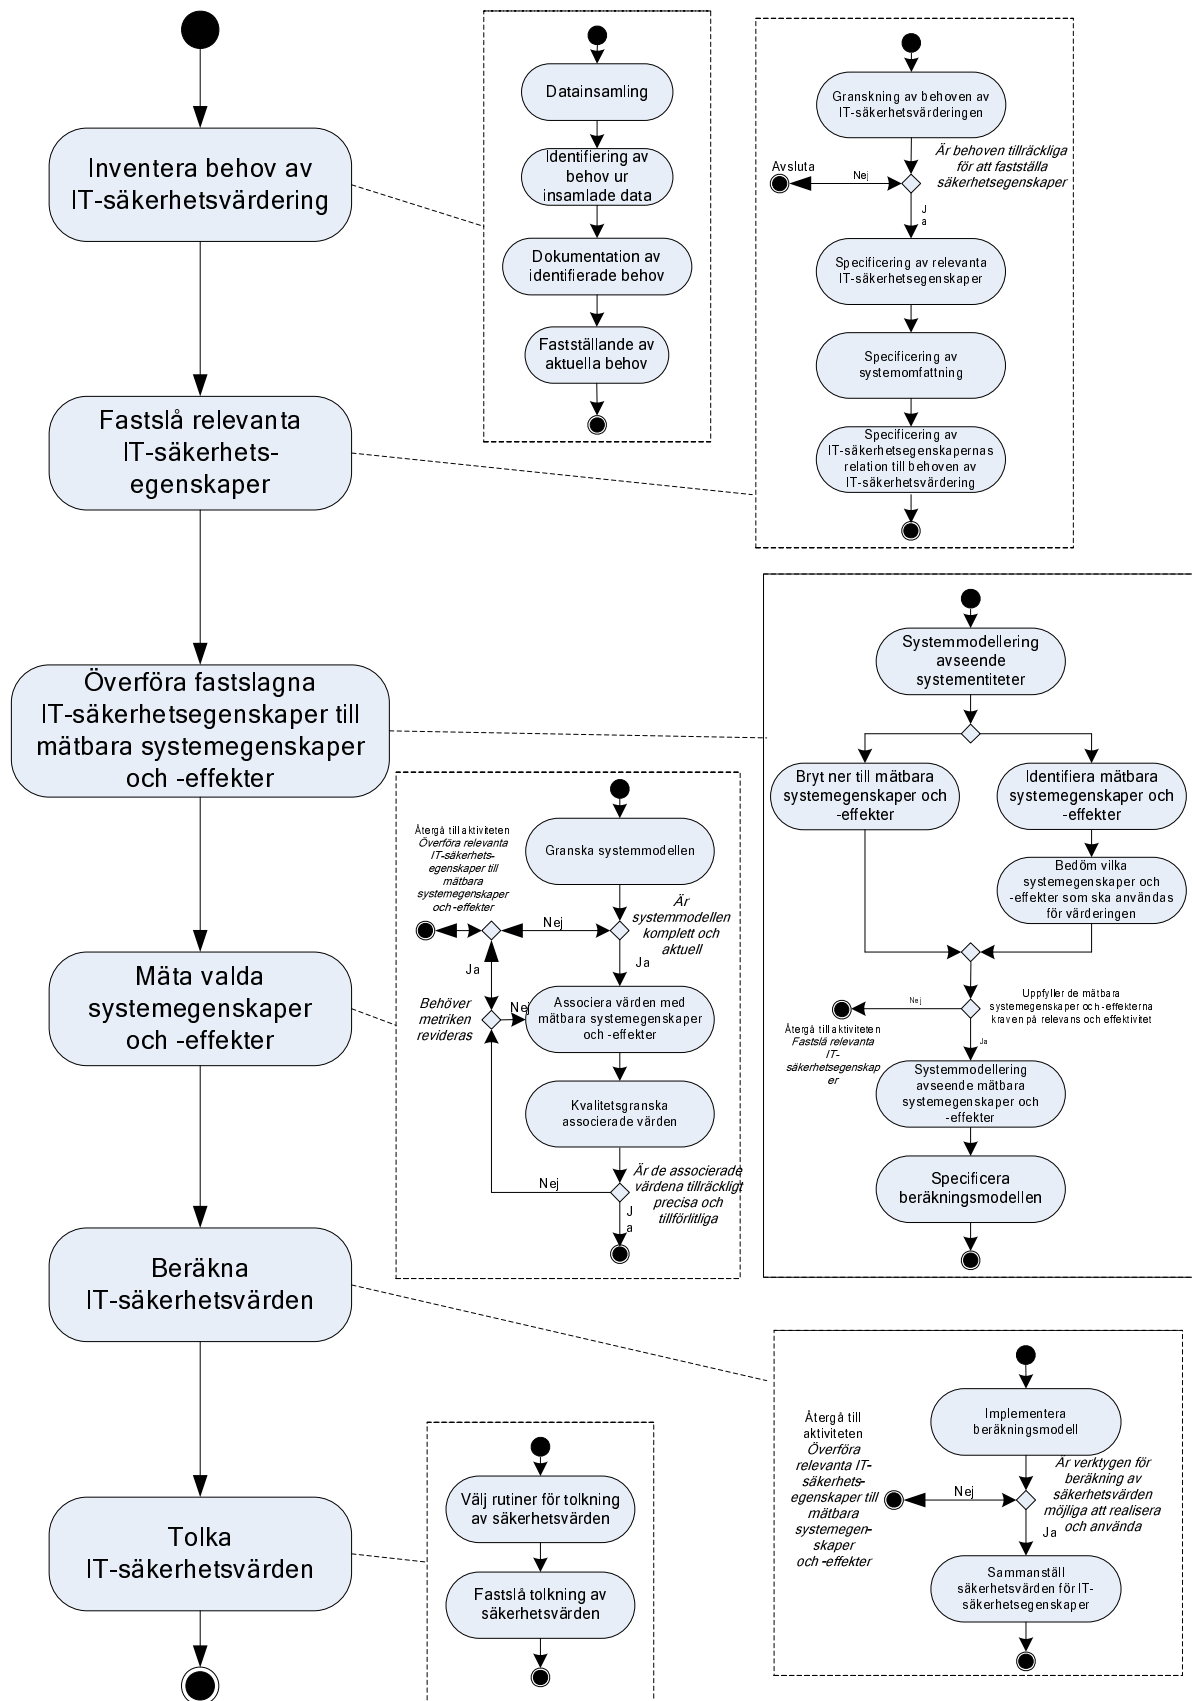 Inventera behov av
IT-säkerhetsvärdering
Fastslå relevanta
IT-säkerhets-
egenskaper
Överföra fastslagna
IT-säkerhetsegenskaper till
mätbara systemegenskaper
och -effekter
Mäta valda
systemegenskaper
och -effekter
Beräkna
IT-säkerhetsvärden
Tolka
IT-säkerhetsvärden
Datainsamling
Identifiering av
behov ur
insamlade data
Dokumentation av
identifierade behov
Fastställande av
aktuella behov
Granskning av behoven av
IT-säkerhetsvärderingen
Är behoven tillräckliga
för att fastställa
säkerhetsegenskaper
Avsluta
Nej
J
a
Specificering av relevanta
IT-säkerhetsegenskaper
Specificering av
systemomfattning
Specificering av
IT-säkerhetsegenskapernas
relation till behoven av
IT-säkerhetsvärdering
Systemmodellering
avseende
systementiteter
Bryt ner till mätbara
systemegenskaper och
-effekter
Identifiera mätbara
systemegenskaper och
-effekter
Bedöm vilka
systemegenskaper och
-effekter som ska användas
för värderingen
Uppfyller de mätbara
systemegenskaper och -effekterna
kraven på relevans och effektivitet
Nej
Återgå till aktiviteten
Fastslå relevanta
IT-
säkerhetsegenskap
er
Ja
Systemmodellering
avseende mätbara
systemegenskaper och
-effekter
Specificera
beräkningsmodellen
Granska systemmodellen
Återgå till aktiviteten
Överföra relevanta
IT-säkerhets-
egenskaper till
mätbara
systemegenskaper
och -effekter
Nej
Är
systemmodellen
komplett och
aktuell
Ja
Ja
Behöver
metriken
revideras
Nej
Associera värden med
mätbara systemegenskaper
och -effekter
Kvalitetsgranska
associerade värden
Nej
Är de associerade
värdena tillräckligt
precisa och
tillförlitliga
J
a
Implementera
beräkningsmodell
Återgå till
aktiviteten
Överföra
relevanta IT-
säkerhets-
egenskaper till
mätbara
systemegen-
skaper
och -effekter
Nej
Är verktygen för
beräkning av
säkerhetsvärden
möjliga att realisera
och använda
Ja
Sammanställ
säkerhetsvärden för IT-
säkerhetsegenskaper
Välj rutiner för tolkning
av säkerhetsvärden
Fastslå tolkning av
säkerhetsvärden